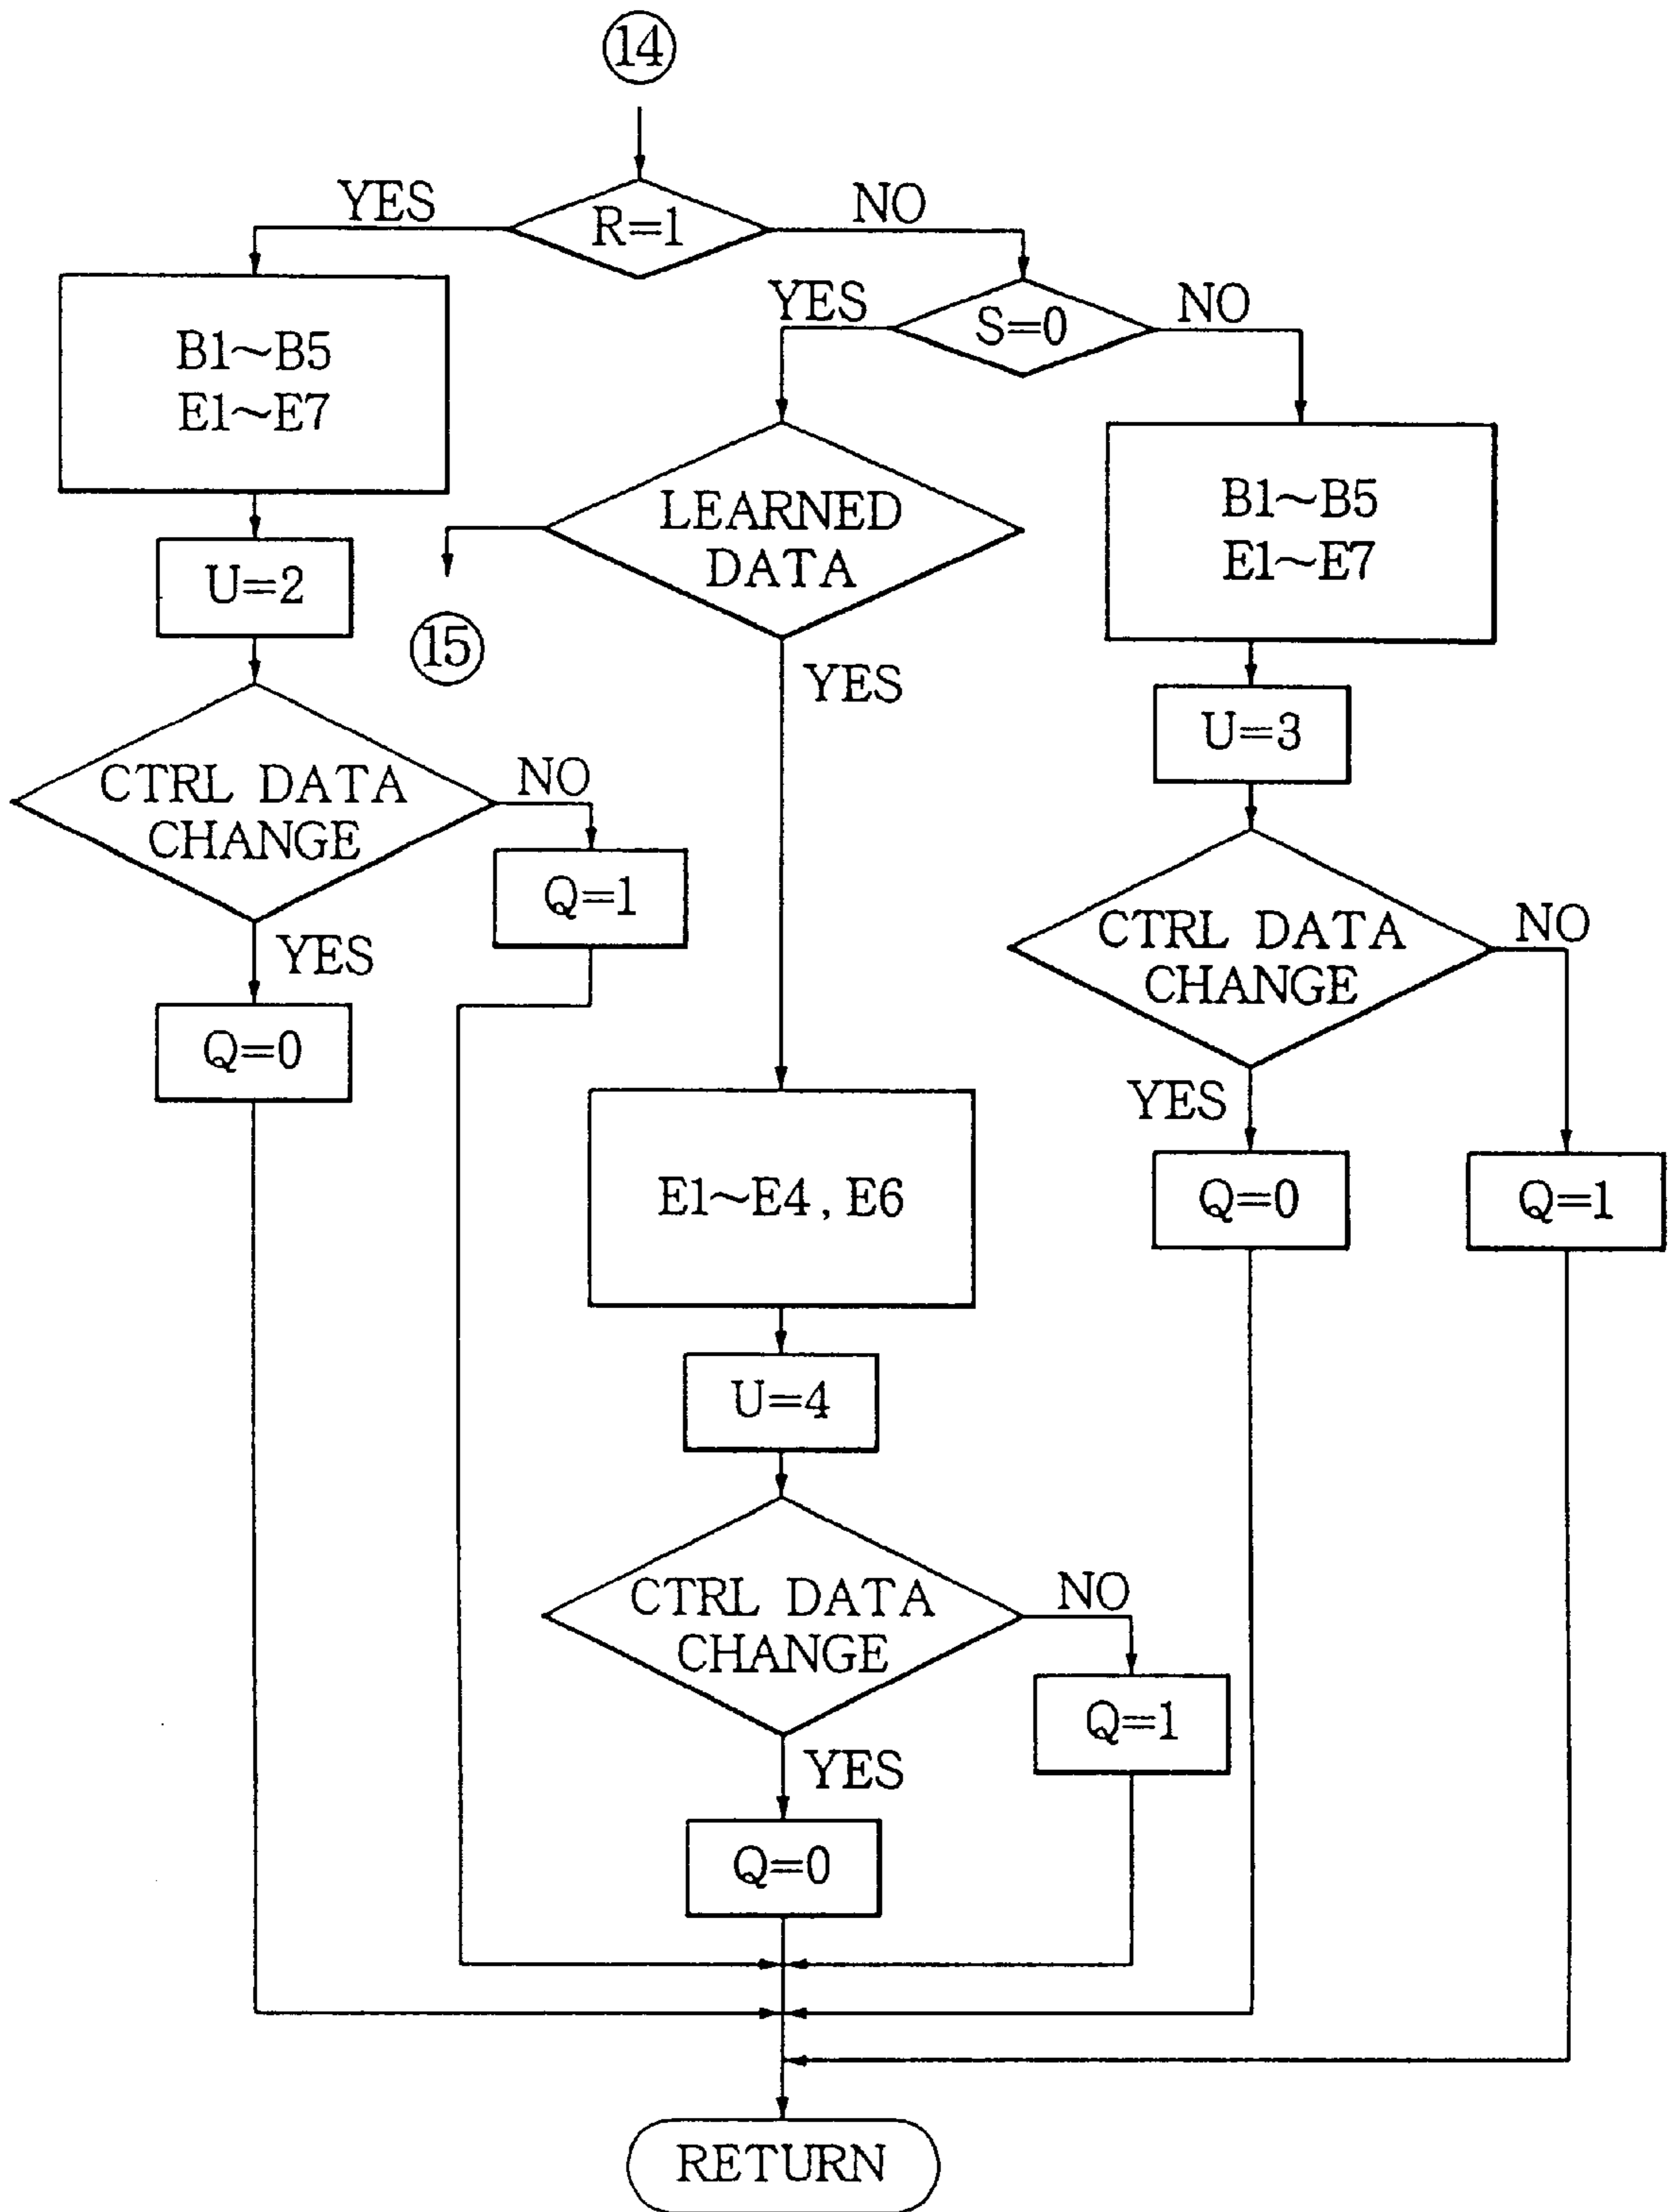 14
YES
R=1
NO
B1~B5
E1~E7
YES
S=0
NO
LEARNED
DATA
B1~B5
E1~E7
U=2
15
YES
U=3
CTRL DATA
CHANGE
NO
Q=1
YES
Q=0
CTRL DATA
CHANGE
NO
YES
Q=0
Q=1
E1~E4, E6
U=4
CTRL DATA
CHANGE
NO
Q=1
YES
Q=0
RETURN